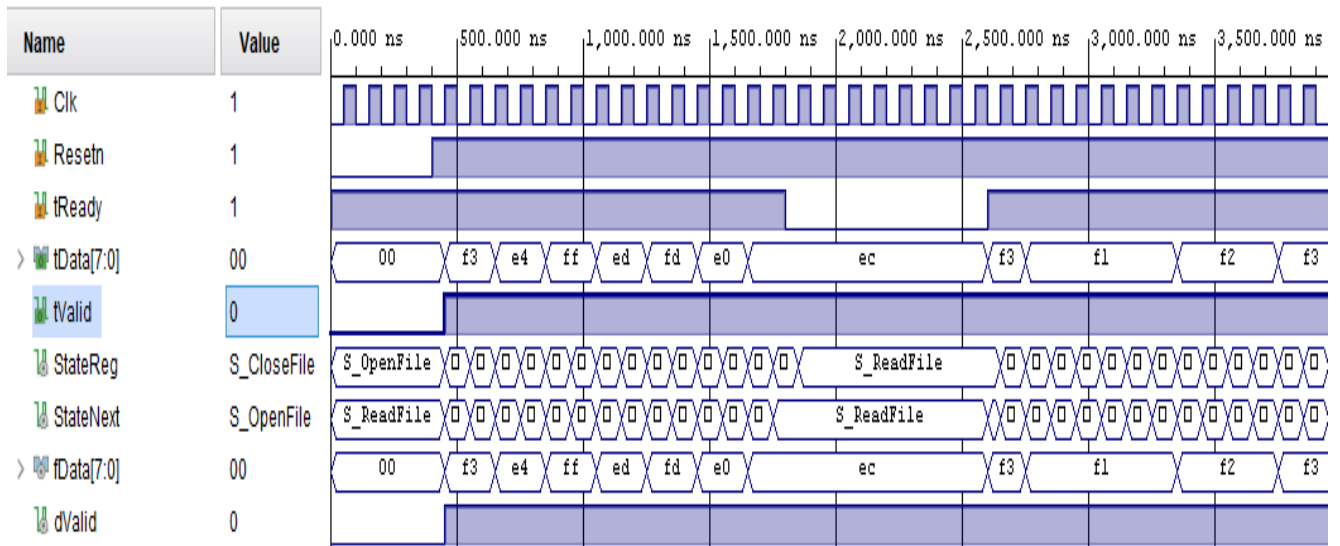 Name Value 0.000 ns 500.000 ns 1,000.000 ns 1,500.000 ns 2,000.000 ns 2,500.000 ns 3,000.000 ns 3,500.000 ns
Clk 1
Resetn 1
tReady 1
tData[7:0] 00 00 f3 e4 ff ed fd e0 ec f3 f1 f2 f3
tValid 0
StateReg S_CloseFile S_OpenFile S_ReadFile
StateNext S_OpenFile S_ReadFile S_ReadFile
fData[7:0] 00 00 f3 e4 ff ed fd e0 ec f3 f1 f2 f3
dValid 0